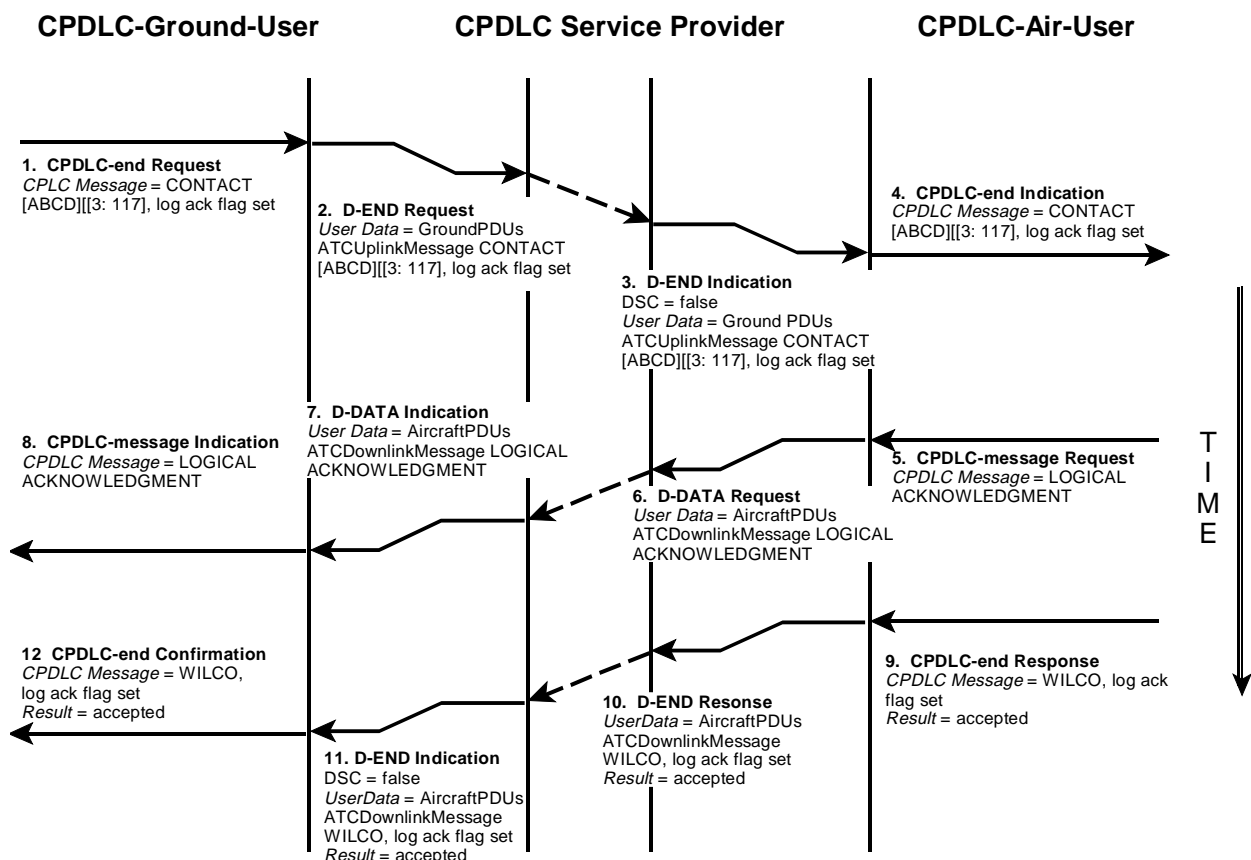 CPDLC-Ground-User
CPDLC Service Provider
CPDLC-Air-User
1. CPDLC-end Request
CPLC Message = CONTACT
[ABCD][[3: 117], log ack flag set
2. D-END Request
User Data = GroundPDUs
ATCUplinkMessage CONTACT
[ABCD][[3: 117], log ack flag set
3. D-END Indication
DSC = false
User Data = Ground PDUs
ATCUplinkMessage CONTACT
[ABCD][[3: 117], log ack flag set
4. CPDLC-end Indication
CPDLC Message = CONTACT
[ABCD][[3: 117], log ack flag set
5. CPDLC-message Request
CPDLC Message = LOGICAL
ACKNOWLEDGMENT
6. D-DATA Request
User Data = AircraftPDUs
ATCDownlinkMessage LOGICAL
ACKNOWLEDGMENT
7. D-DATA Indication
User Data = AircraftPDUs
ATCDownlinkMessage LOGICAL
ACKNOWLEDGMENT
8. CPDLC-message Indication
CPDLC Message = LOGICAL
ACKNOWLEDGMENT
9. CPDLC-end Response
CPDLC Message = WILCO, log ack
flag set
Result = accepted
10. D-END Resonse
UserData = AircraftPDUs
ATCDownlinkMessage
WILCO, log ack flag set
Result = accepted
11. D-END Indication
DSC = false
UserData = AircraftPDUs
ATCDownlinkMessage
WILCO, log ack flag set
Result = accepted
12 CPDLC-end Confirmation
CPDLC Message = WILCO,
log ack flag set
Result = accepted
T
I
M
E